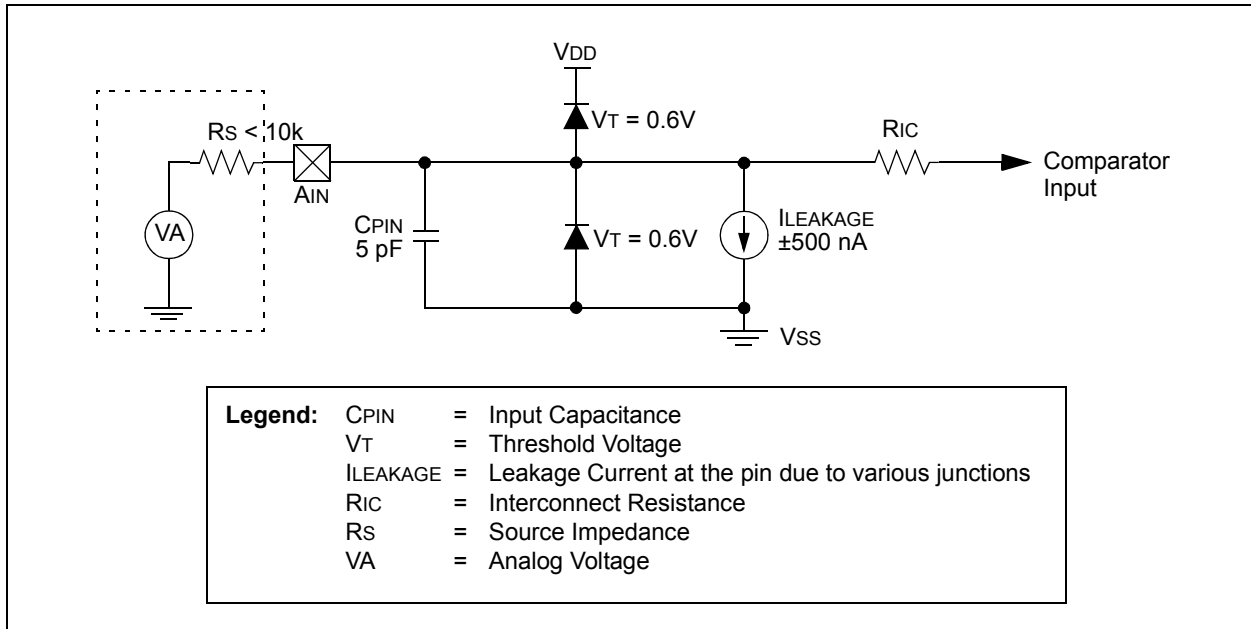 VDD
VT = 0.6V
RS < 10k
RIC
AIN
Comparator
Input
VA
CPIN
5 pF
VT = 0.6V
ILEAKAGE
±500 nA
VSS
Legend: CPIN = Input Capacitance
VT = Threshold Voltage
ILEAKAGE = Leakage Current at the pin due to various junctions
RIC = Interconnect Resistance
RS = Source Impedance
VA = Analog Voltage